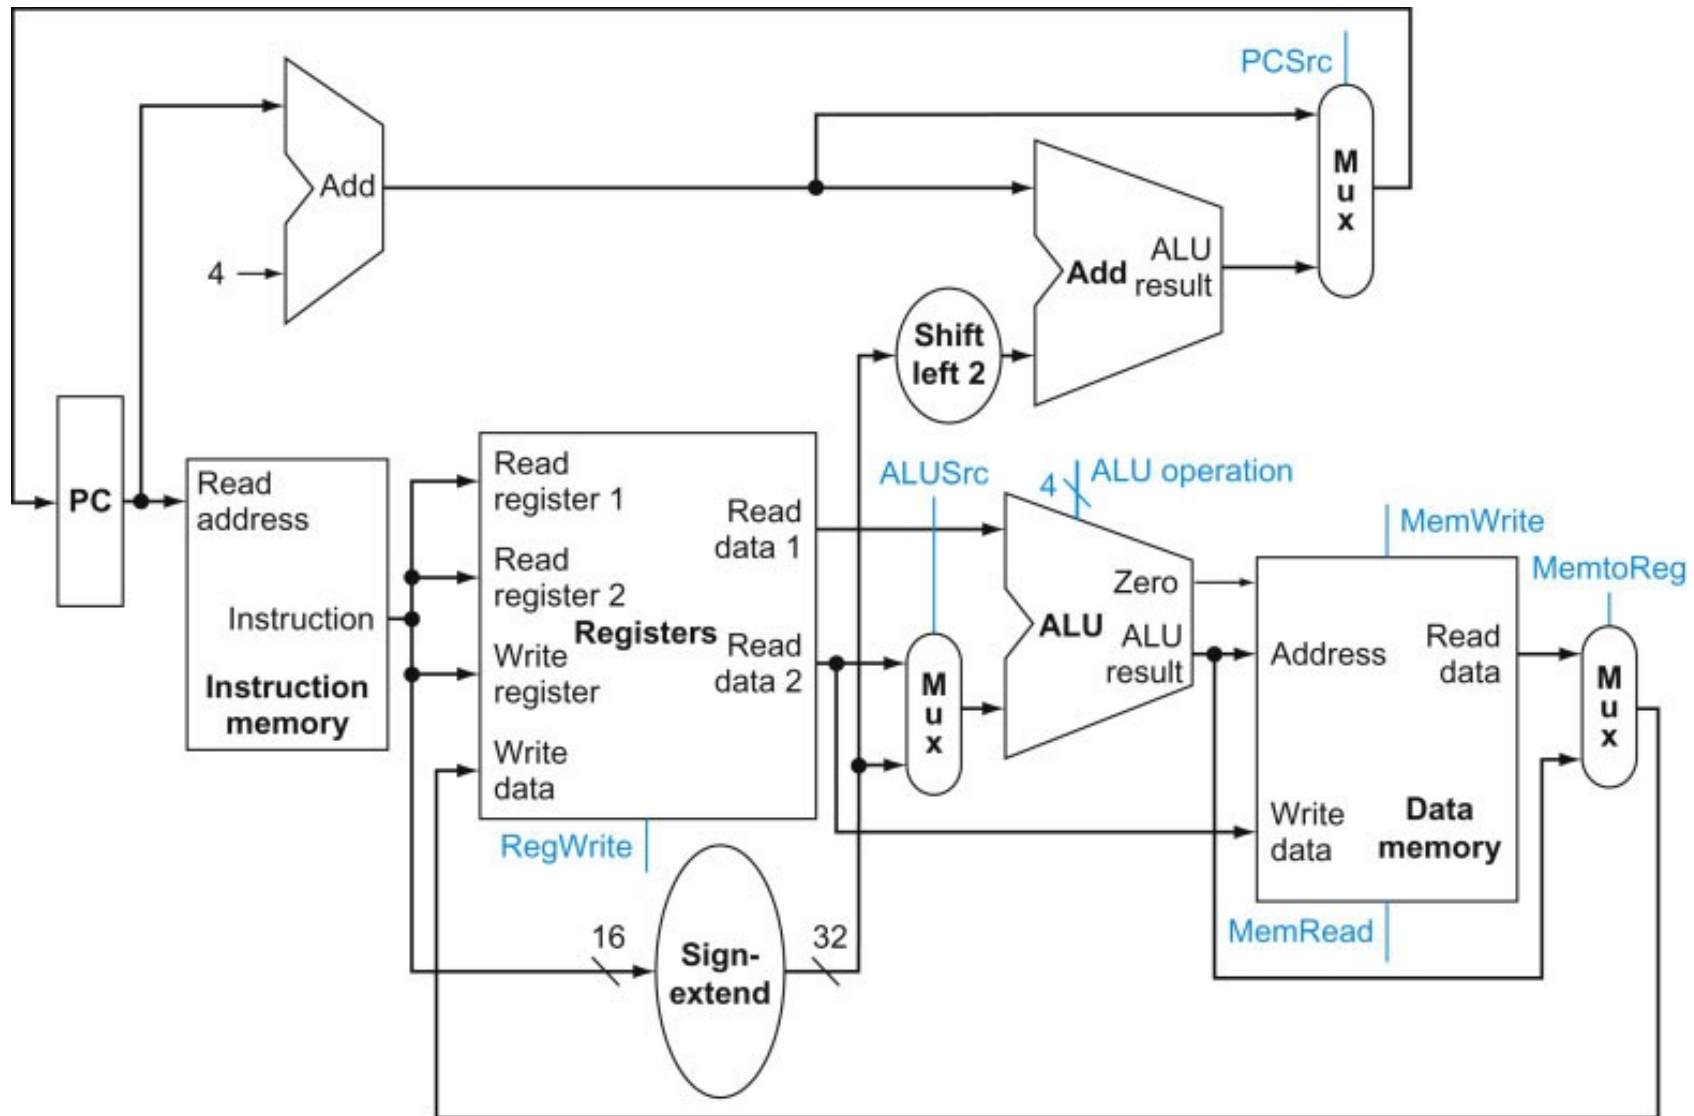 PCSrc
M
u
x
Add
ALU
result
Add
4
Shift
left 2
PC
Read
address
Instruction
Instruction
memory
Read
register 1
Read
register 2
Write
register
Write
data
Registers
Read
data 1
Read
data 2
RegWrite
16
Sign-
extend
32
ALUSrc
M
u
x
4
ALU operation
Zero
ALU
ALU
result
MemWrite
Address
Read
data
Write
data
Data
memory
MemRead
MemtoReg
M
u
x